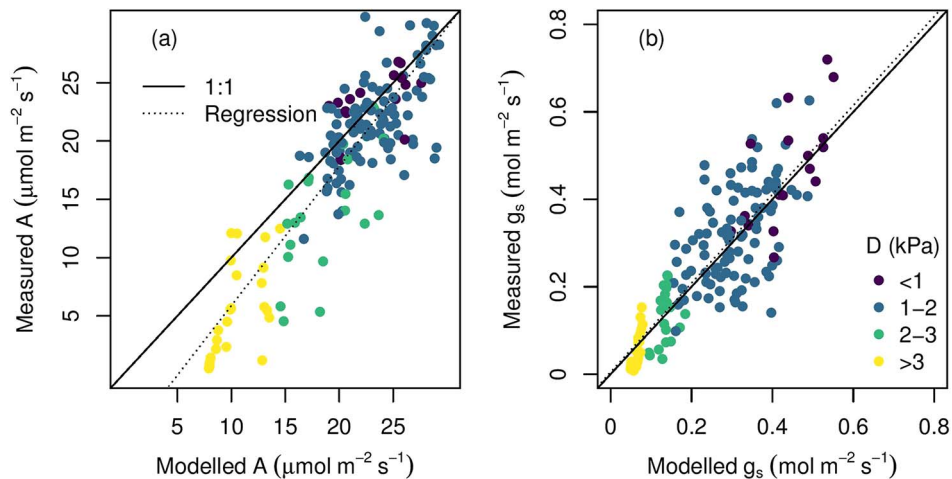 (a)
1:1
Regression
Measured A (μmol m⁻² s⁻¹)
25
20
15
10
5
5 10 15 20 25
Modelled A (μmol m⁻² s⁻¹)
(b)
Measured gₛ (mol m⁻² s⁻¹)
0.8
0.6
0.4
0.2
0
D (kPa)
<1
1−2
2−3
>3
0 0.2 0.4 0.6 0.8
Modelled gₛ (mol m⁻² s⁻¹)